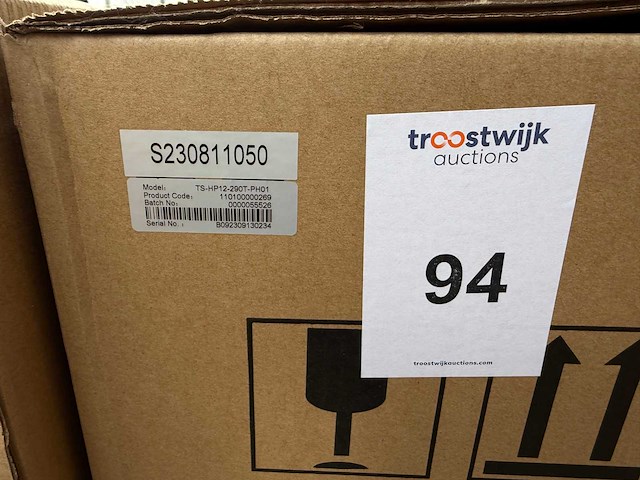 S230811050
Model: TS-HP12-290T-PH01
Product Code: 110100000269
Batch No: 0000055526
Serial No.: B092309130234
troostwijk
auctions
94
troostwijkauctions.com